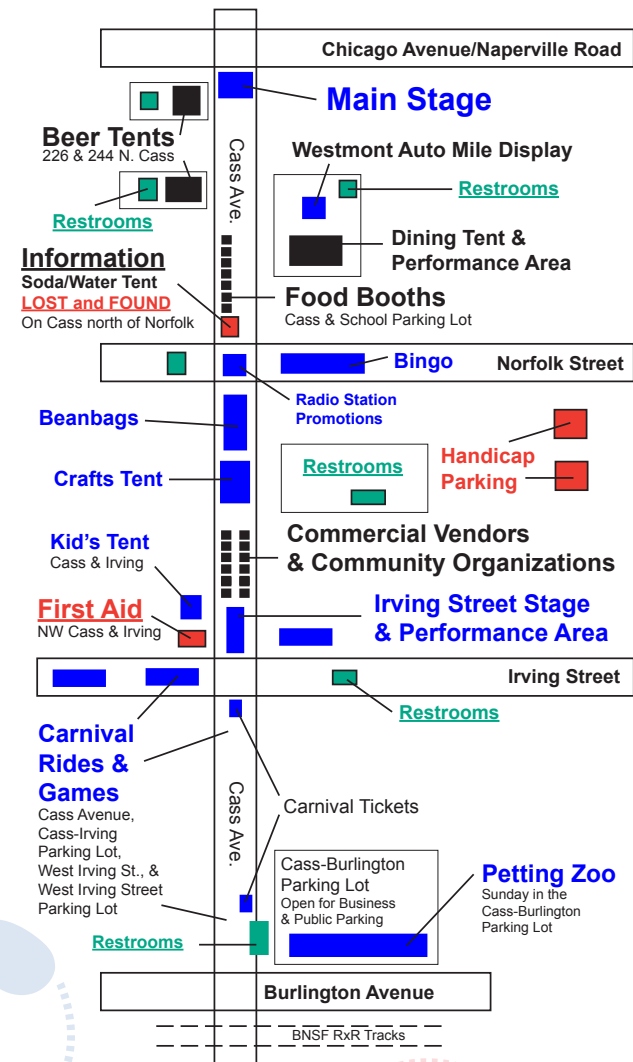 Chicago Avenue/Naperville Road
Main Stage
Beer Tents
226 & 244 N. Cass
Cass Ave.
Westmont Auto Mile Display
Restrooms
Restrooms
Dining Tent &
Performance Area
Information
Soda/Water Tent
LOST and FOUND
On Cass north of Norfolk
Food Booths
Cass & School Parking Lot
Bingo
Norfolk Street
Radio Station
Promotions
Beanbags
Handicap
Parking
Restrooms
Crafts Tent
Commercial Vendors
& Community Organizations
Kid's Tent
Cass & Irving
Irving Street Stage
& Performance Area
First Aid
NW Cass & Irving
Irving Street
Restrooms
Carnival
Rides &
Games
Cass Avenue,
Cass-Irving
Parking Lot,
West Irving St., &
West Irving Street
Parking Lot
Cass Ave.
Carnival Tickets
Cass-Burlington
Parking Lot
Open for Business
& Public Parking
Petting Zoo
Sunday in the
Cass-Burlington
Parking Lot
Restrooms
Burlington Avenue
BNSF RxR Tracks